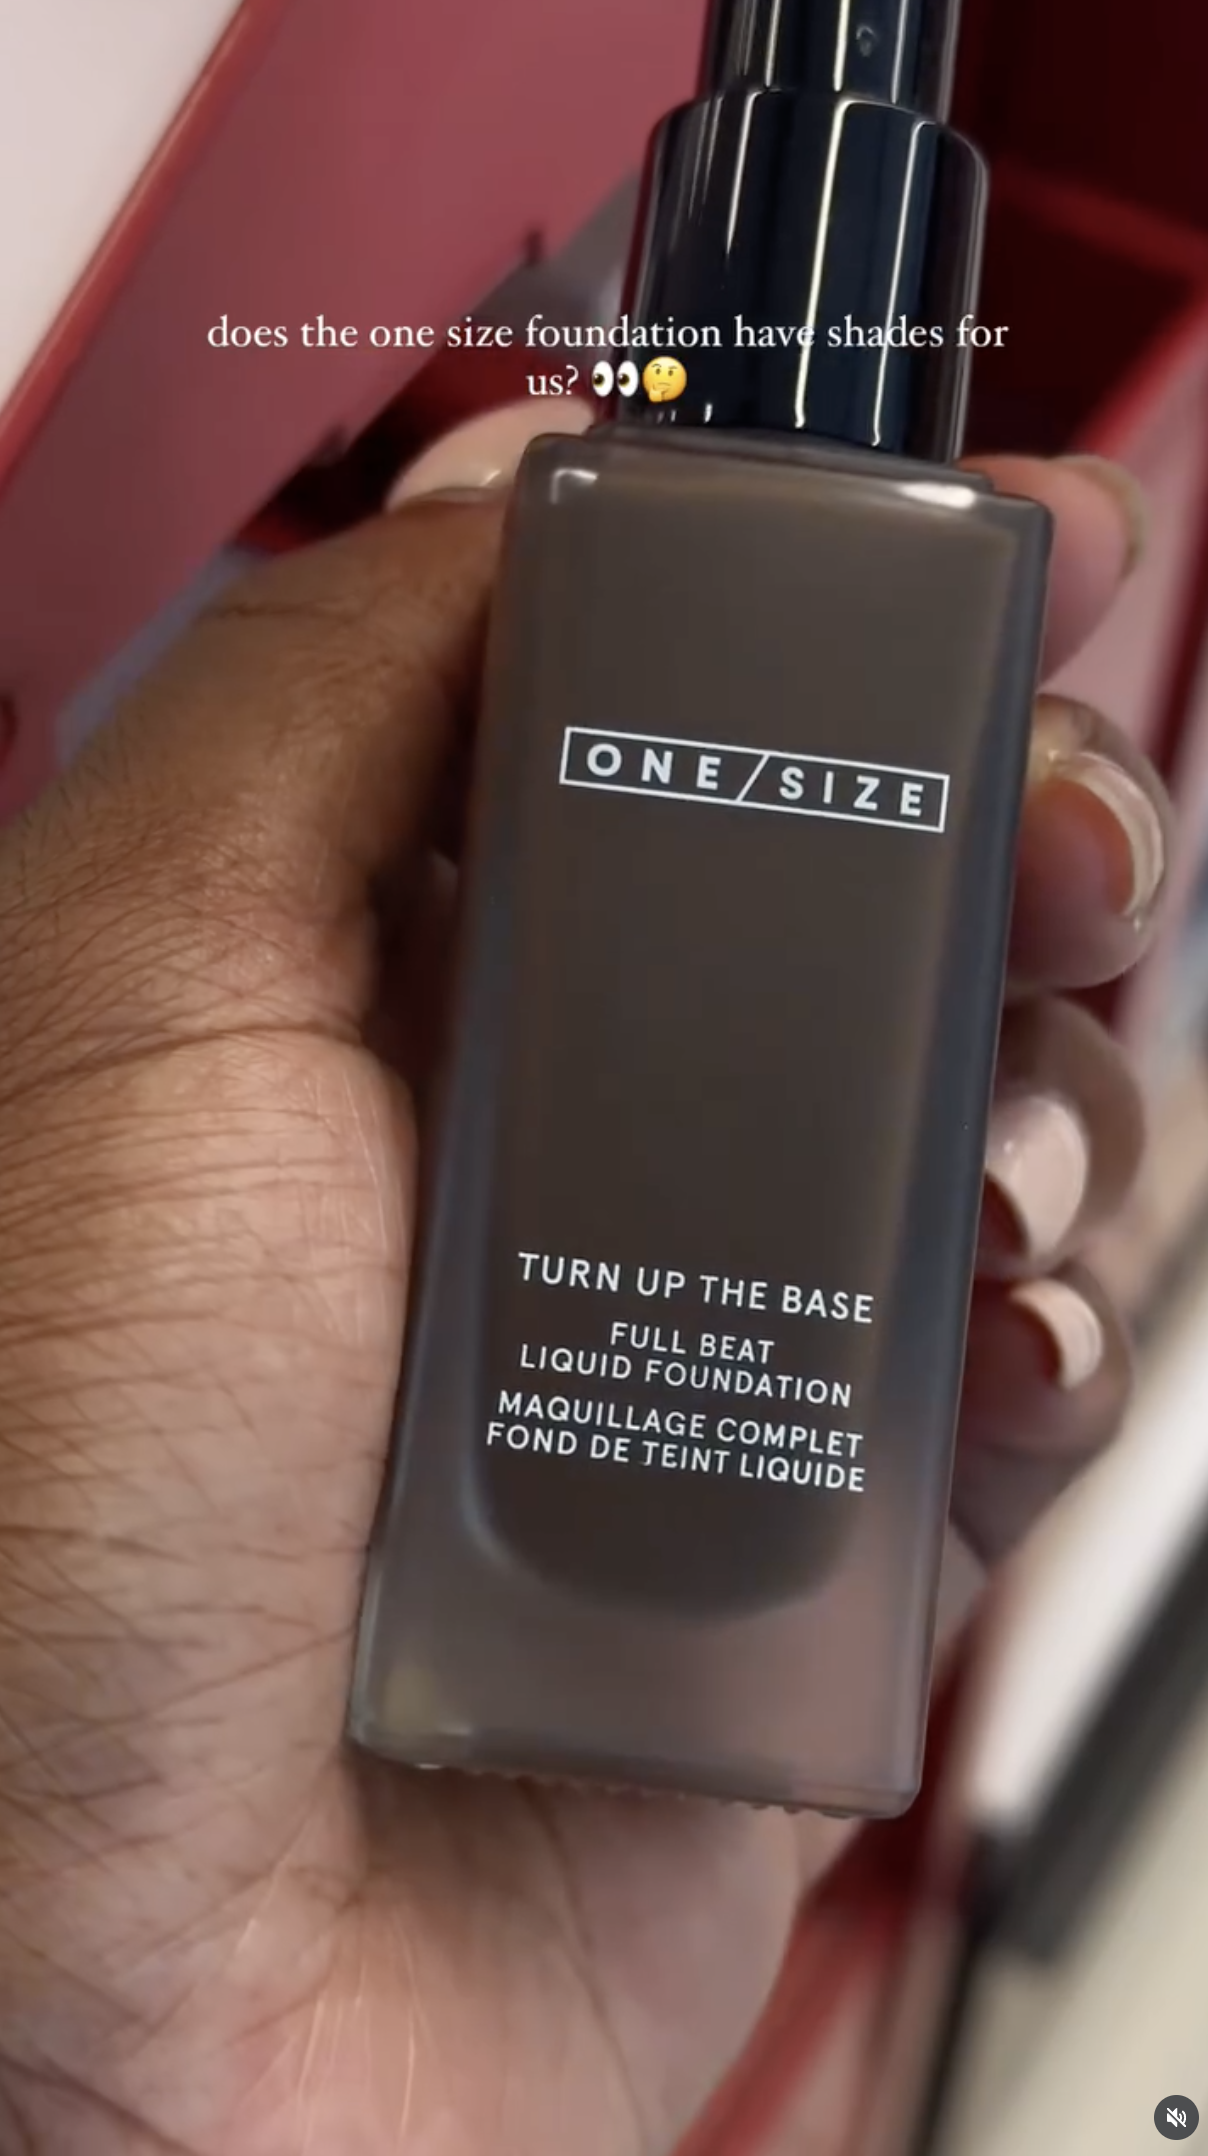 does the one size foundation have shades for
us? 👀🤔
ONE/SIZE
TURN UP THE BASE
FULL BEAT
LIQUID FOUNDATION
MAQUILLAGE COMPLET
FOND DE TEINT LIQUIDE